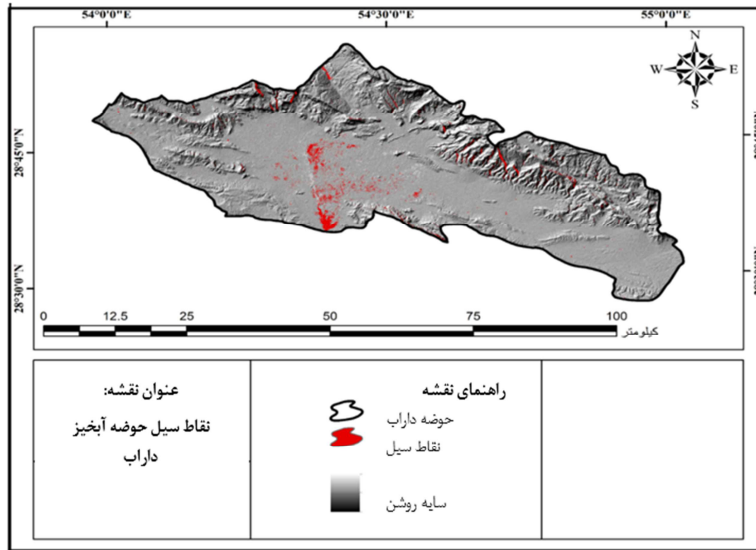 54°0'0"E 54°30'0"E 55°0'0"E
N
W E
S
28°45'0"N
28°30'0"N
0 12.5 25 50 75 100
کیلومتر
راهنمای نقشه
حوضه داراب
نقاط سیل
سایه روشن
عنوان نقشه:
نقاط سیل حوضه آبخیز
داراب